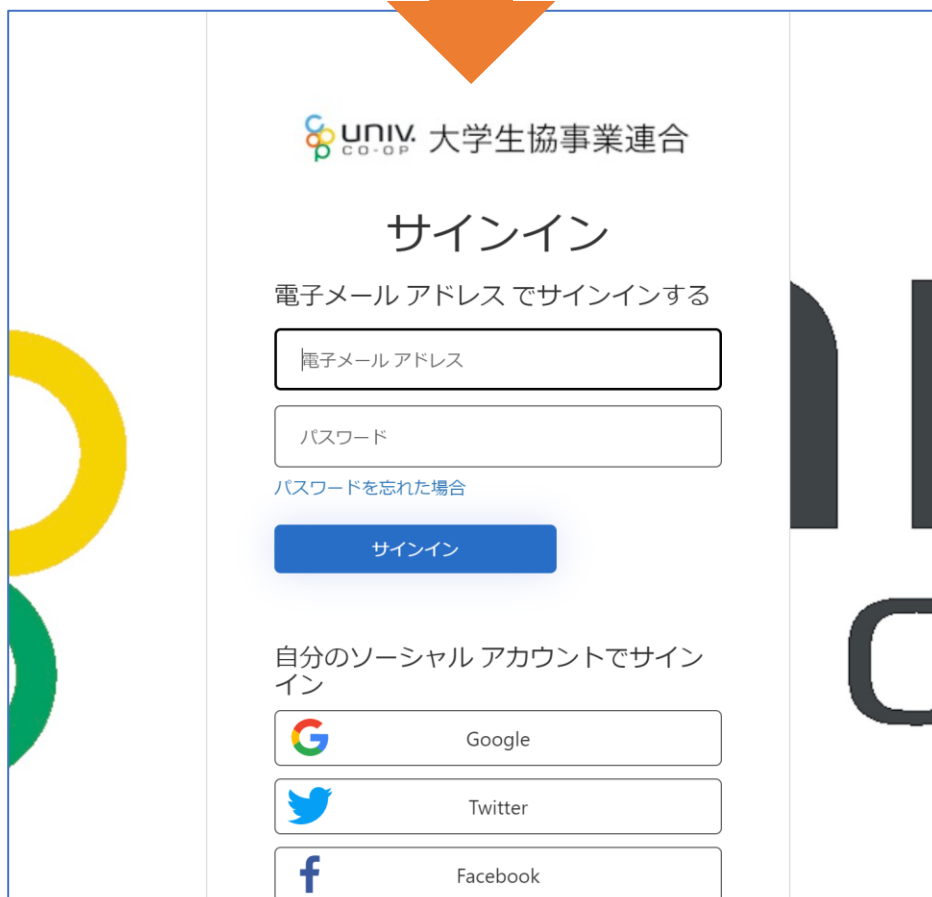 UNIV. CO-OP 大学生協事業連合
サインイン
電子メール アドレス でサインインする
電子メール アドレス
パスワード
パスワードを忘れた場合
サインイン
自分のソーシャル アカウントでサイン
イン
Google
Twitter
Facebook